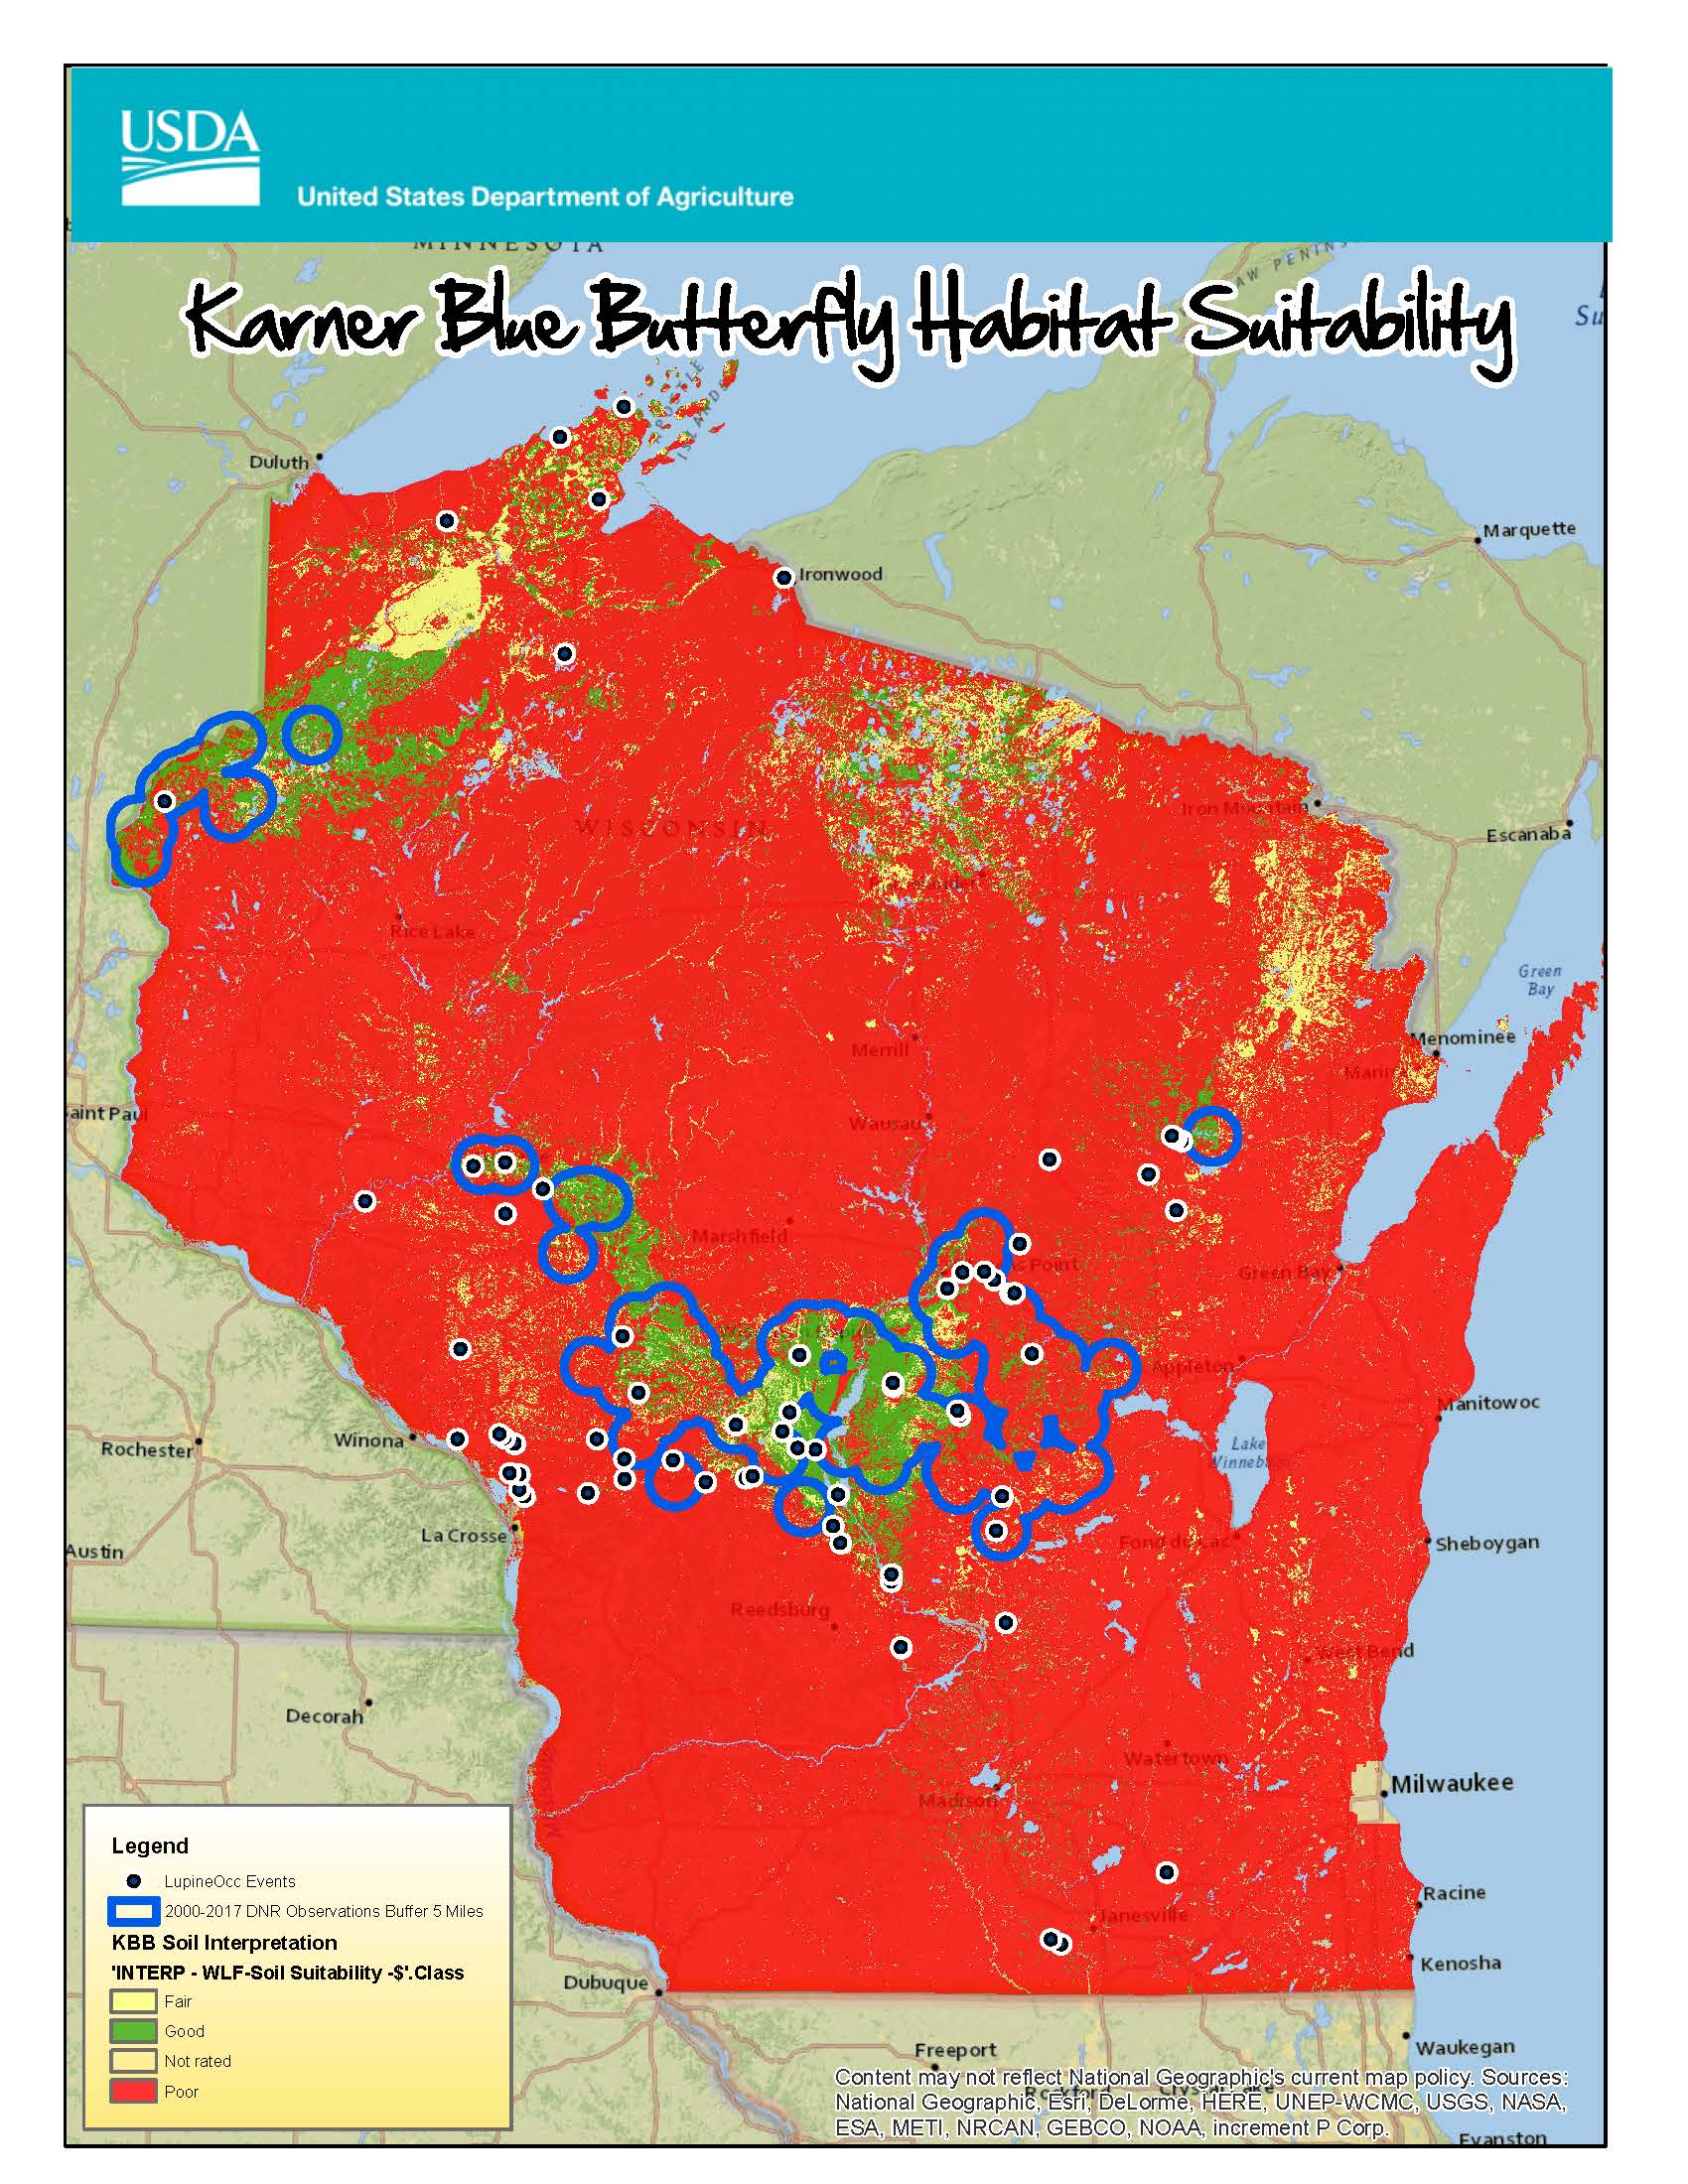 USDA
United States Department of Agriculture
MINNESOTA
Karner Blue Butterfly Habitat Suitability
Duluth
Marquette
Ironwood
Iron Mountain
Escanaba
WISCONSIN
Rice Lake
Green
Bay
Merrill
Menominee
Marin
aint Paul
Wausau
Marshfield
s Point
Green Bay
Appleton
Manitowoc
Rochester
Winona
Lake
Winnebago
La Crosse
Fond du Lac
Sheboygan
Austin
Reedsburg
West Bend
Decorah
Watertown
Milwaukee
Madison
Racine
Janesville
Kenosha
Dubuque
Freeport
Waukegan
Rockford
Evanston
Legend
LupineOcc Events
2000-2017 DNR Observations Buffer 5 Miles
KBB Soil Interpretation
'INTERP - WLF-Soil Suitability -$'.Class
Fair
Good
Not rated
Poor
Content may not reflect National Geographic's current map policy. Sources:
National Geographic, Esri, DeLorme, HERE, UNEP-WCMC, USGS, NASA,
ESA, METI, NRCAN, GEBCO, NOAA, increment P Corp.